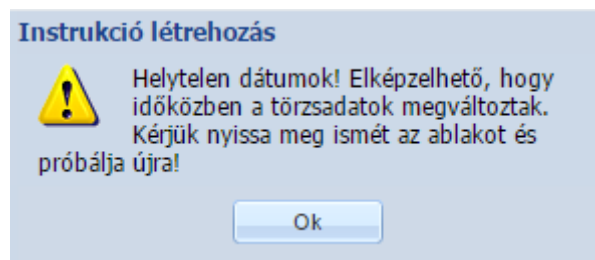 Instrukció létrehozás
Helytelen dátumok! Elképzelhető, hogy
időközben a törzsadatok megváltoztak.
Kérjük nyissa meg ismét az ablakot és
próbálja újra!
Ok